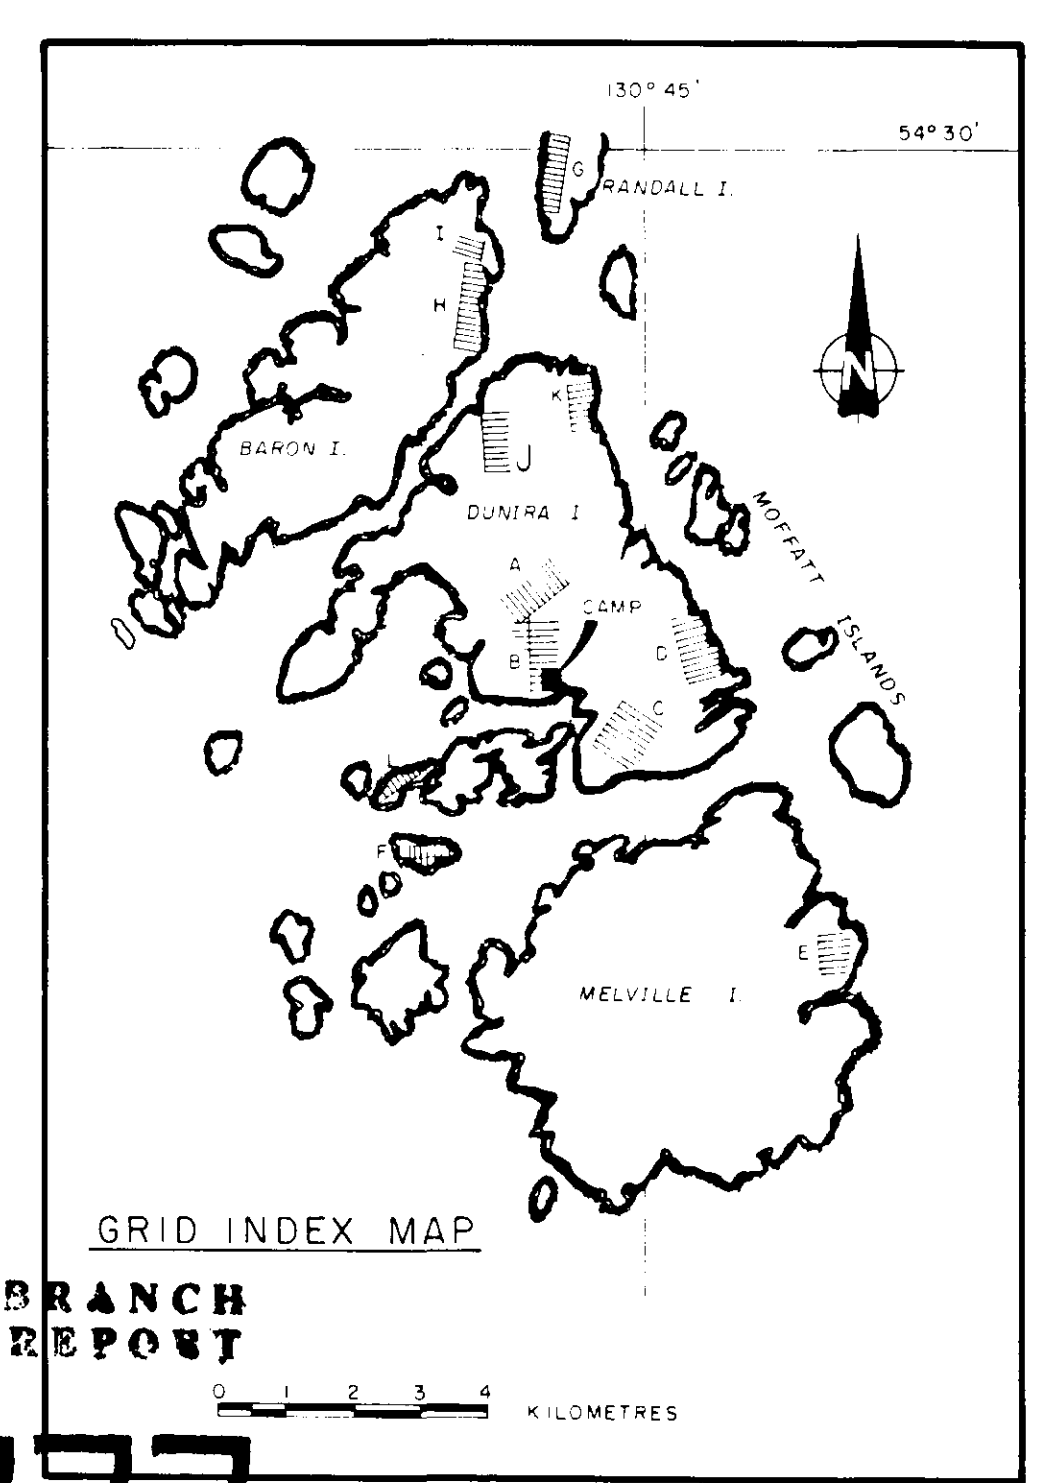 130° 45'
54° 30'
G
RANDALL I.
I
H
K
BARON I.
J
DUNIRA I
MOFFATT ISLANDS
A
CAMP
B
D
C
L
F
E
MELVILLE I.
N
GRID INDEX MAP
BRANCH
REPORT
0 1 2 3 4
KILOMETRES